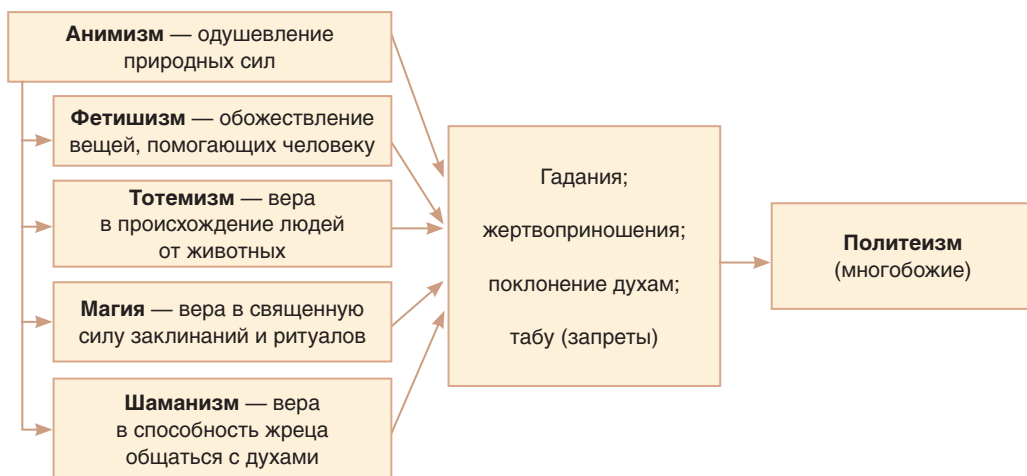 Анимизм — одушевление
природных сил
Фетишизм — обожествление
вещей, помогающих человеку
Тотемизм — вера
в происхождение людей
от животных
Магия — вера в священную
силу заклинаний и ритуалов
Шаманизм — вера
в способность жреца
общаться с духами
Гадания;
жертвоприношения;
поклонение духам;
табу (запреты)
Политеизм
(многобожие)